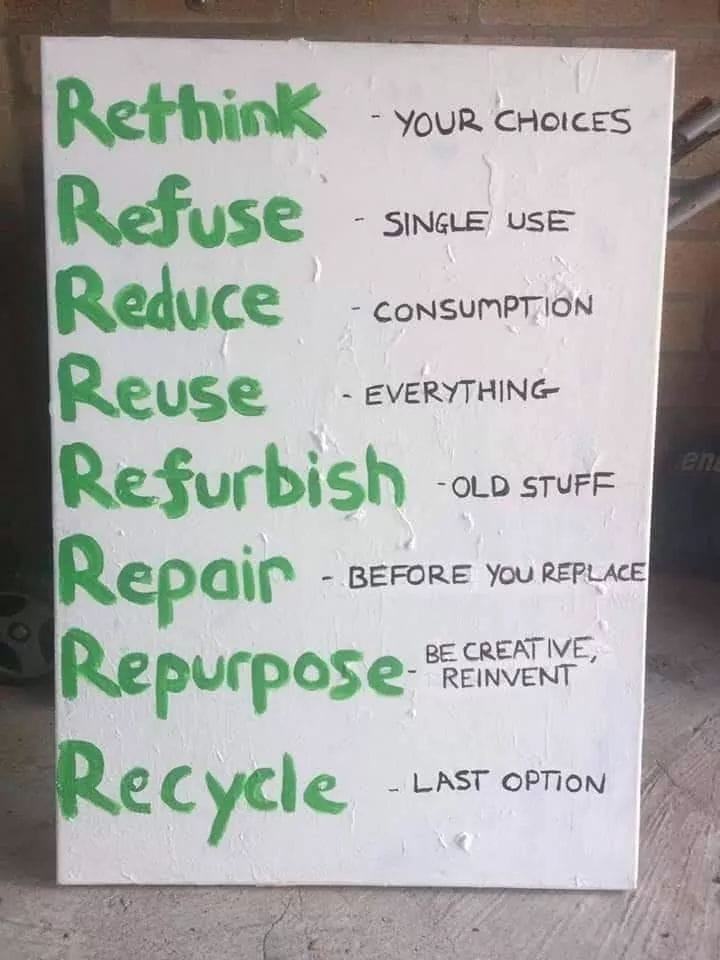 Rethink - YOUR CHOICES
Refuse - SINGLE USE
Reduce - CONSUMPTION
Reuse - EVERYTHING
Refurbish - OLD STUFF
Repair - BEFORE YOU REPLACE
Repurpose - BE CREATIVE,
REINVENT
Recycle - LAST OPTION